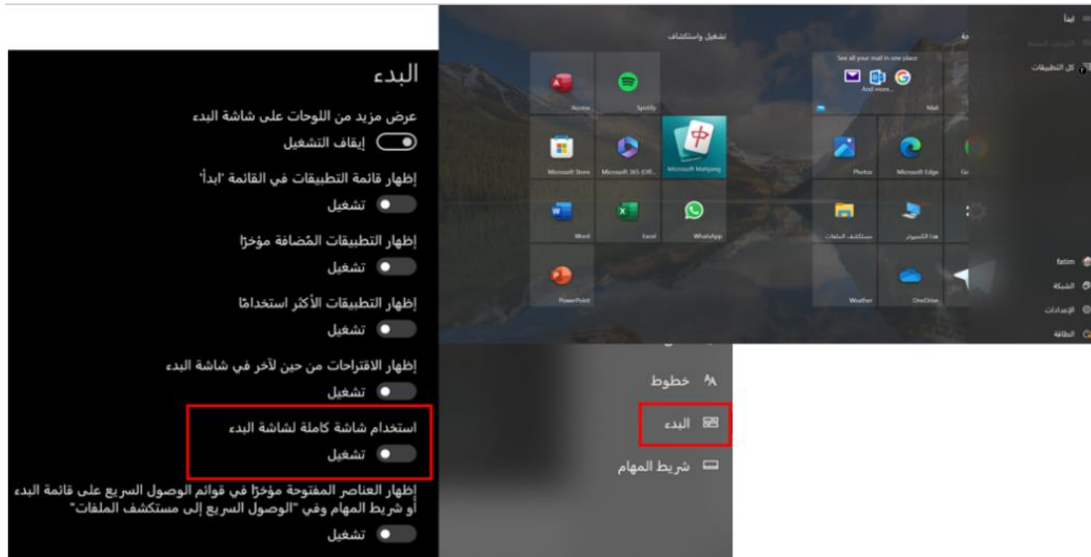 البدء
عرض مزيد من اللوحات على شاشة البدء
إيقاف التشغيل
إظهار قائمة التطبيقات في القائمة 'ابدأ'
تشغيل
إظهار التطبيقات المُضافة مؤخرًا
تشغيل
إظهار التطبيقات الأكثر استخدامًا
تشغيل
إظهار الاقتراحات من حين لآخر في شاشة البدء
تشغيل
استخدام شاشة كاملة لشاشة البدء
تشغيل
إظهار العناصر المفتوحة مؤخرًا في قوائم الوصول السريع على قائمة البدء
أو شريط المهام وفي "الوصول السريع إلى مستكشف الملفات"
تشغيل
خطوط
البدء
شريط المهام
ابدأ
كل التطبيقات
fatim
الشبكة
الإعدادات
الطاقة
تشغيل واستكشاف
See all your mail in one place
And more...
Mail
Access
Spotify
Microsoft Store
Microsoft 365 (Off...
Microsoft Mahjong
Photos
Microsoft Edge
Word
Excel
WhatsApp
مستكشف الملفات
هذا الكمبيوتر
PowerPoint
Weather
OneDrive